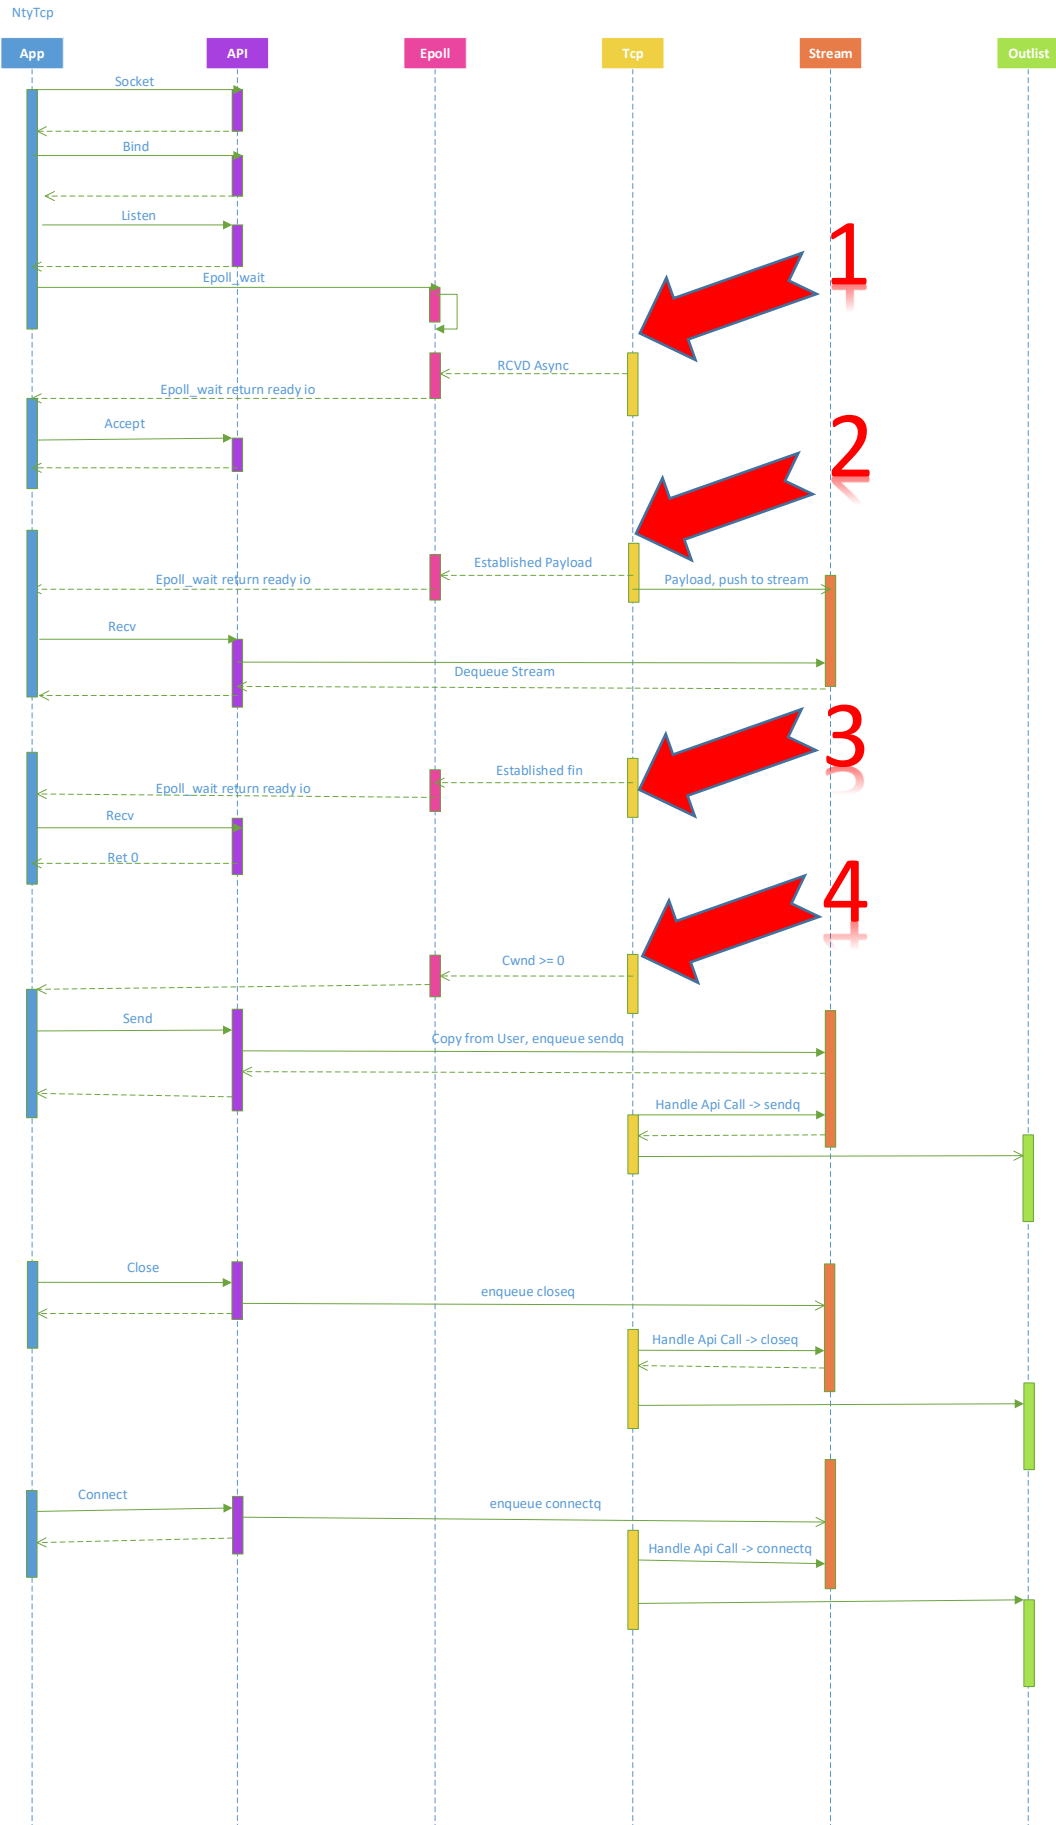 NtyTcp
App
API
Epoll
Tcp
Stream
Outlist
Socket
Bind
Listen
Epoll_wait
1
RCVD Async
Epoll_wait return ready io
Accept
2
Established Payload
Epoll_wait return ready io
Payload, push to stream
Recv
Dequeue Stream
3
Established fin
Epoll_wait return ready io
Recv
Ret 0
4
Cwnd >= 0
Send
Copy from User, enqueue sendq
Handle Api Call -> sendq
Close
enqueue closeq
Handle Api Call -> closeq
Connect
enqueue connectq
Handle Api Call -> connectq